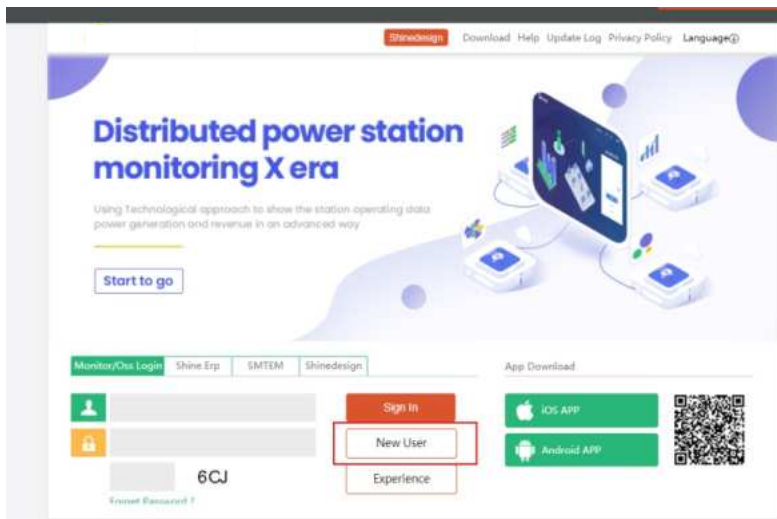 Shinedesign Download Help Update Log Privacy Policy Language
Distributed power station
monitoring X era
Using Technological approach to show the station operating data
power generation and revenue in an advanced way
Start to go
Monitor/Oss Login Shine Erp SMTEM Shinedesign
App Download
Sign In
iOS APP
New User
Android APP
6CJ
Experience
Forget Password ?